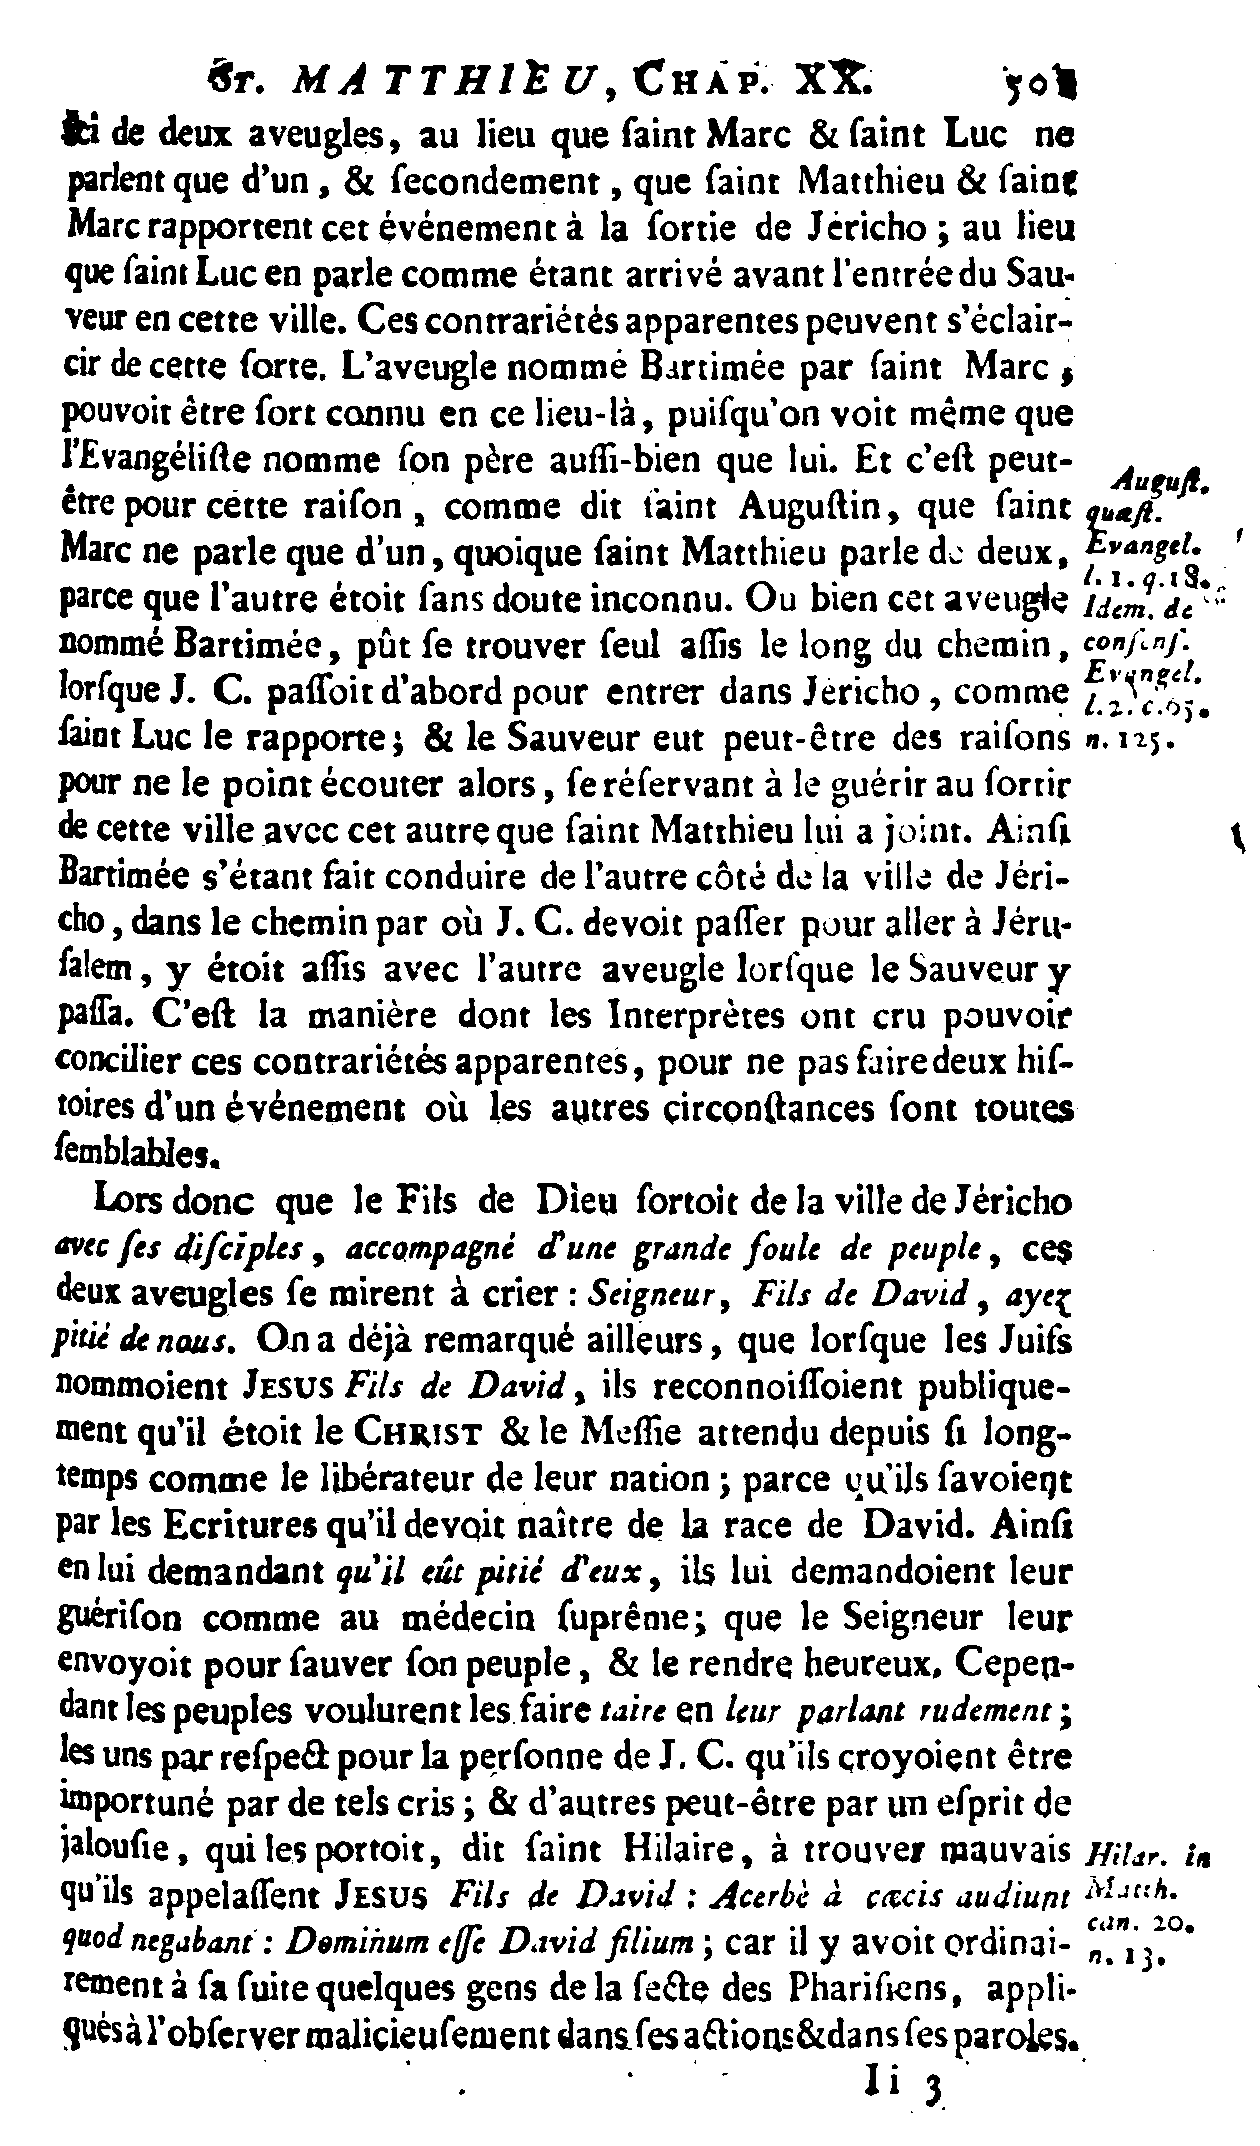 St. MATTHIEU, CHAP. XX. 501
ici de deux aveugles, au lieu que ſaint Marc & ſaint Luc ne
parlent que d'un, & ſecondement, que ſaint Matthieu & ſaint
Marc rapportent cet événement à la ſortie de Jéricho ; au lieu
que ſaint Luc en parle comme étant arrivé avant l'entrée du Sau-
veur en cette ville. Ces contrariétés apparentes peuvent s'éclair-
cir de cette ſorte. L'aveugle nommé Bartimée par ſaint Marc,
pouvoit être fort connu en ce lieu-là, puiſqu'on voit même que
l'Evangéliſte nomme ſon père auſſi-bien que lui. Et c'eſt peut-
être pour cette raiſon, comme dit ſaint Auguſtin, que ſaint
Marc ne parle que d'un, quoique ſaint Matthieu parle de deux,
parce que l'autre étoit ſans doute inconnu. Ou bien cet aveugle
nommé Bartimée, pût ſe trouver ſeul aſſis le long du chemin,
lorſque J. C. paſſoit d'abord pour entrer dans Jéricho, comme
ſaint Luc le rapporte ; & le Sauveur eut peut-être des raiſons
pour ne le point écouter alors, ſe réſervant à le guérir au ſortir
de cette ville avec cet autre que ſaint Matthieu lui a joint. Ainſi
Bartimée s'étant fait conduire de l'autre côté de la ville de Jéri-
cho, dans le chemin par où J. C. devoit paſſer pour aller à Jéru-
ſalem, y étoit aſſis avec l'autre aveugle lorſque le Sauveur y
paſſa. C'eſt la manière dont les Interprètes ont cru pouvoir
concilier ces contrariétés apparentes, pour ne pas faire deux hiſ-
toires d'un événement où les autres circonſtances ſont toutes
ſemblables.
Auguſt.
quæſt.
Evangel.
l. 1. q. 18.
Idem. de
conſenſ.
Evangel.
l. 2. c. 65.
n. 125.
Lors donc que le Fils de Dieu ſortoit de la ville de Jéricho
avec ſes diſciples, accompagné d'une grande foule de peuple, ces
deux aveugles ſe mirent à crier : Seigneur, Fils de David, ayez
pitié de nous. On a déjà remarqué ailleurs, que lorſque les Juifs
nommoient JESUS Fils de David, ils reconnoiſſoient publique-
ment qu'il étoit le CHRIST & le Meſſie attendu depuis ſi long-
temps comme le libérateur de leur nation ; parce qu'ils ſavoient
par les Ecritures qu'il devoit naître de la race de David. Ainſi
en lui demandant qu'il eût pitié d'eux, ils lui demandoient leur
guériſon comme au médecin ſuprême ; que le Seigneur leur
envoyoit pour ſauver ſon peuple, & le rendre heureux. Cepen-
dant les peuples voulurent les faire taire en leur parlant rudement ;
les uns par reſpect pour la perſonne de J. C. qu'ils croyoient être
importuné par de tels cris ; & d'autres peut-être par un eſprit de
jalouſie, qui les portoit, dit ſaint Hilaire, à trouver mauvais
qu'ils appelaſſent JESUS Fils de David : Acerbè à cæcis audiunt
quod negabant : Dominum eſſe David filium ; car il y avoit ordinai-
rement à ſa ſuite quelques gens de la ſecte des Phariſiens, appli-
qués à l'obſerver malicieuſement dans ſes actions & dans ſes paroles.
Hilar. in
Matth.
can. 20.
n. 13.
Ii 3